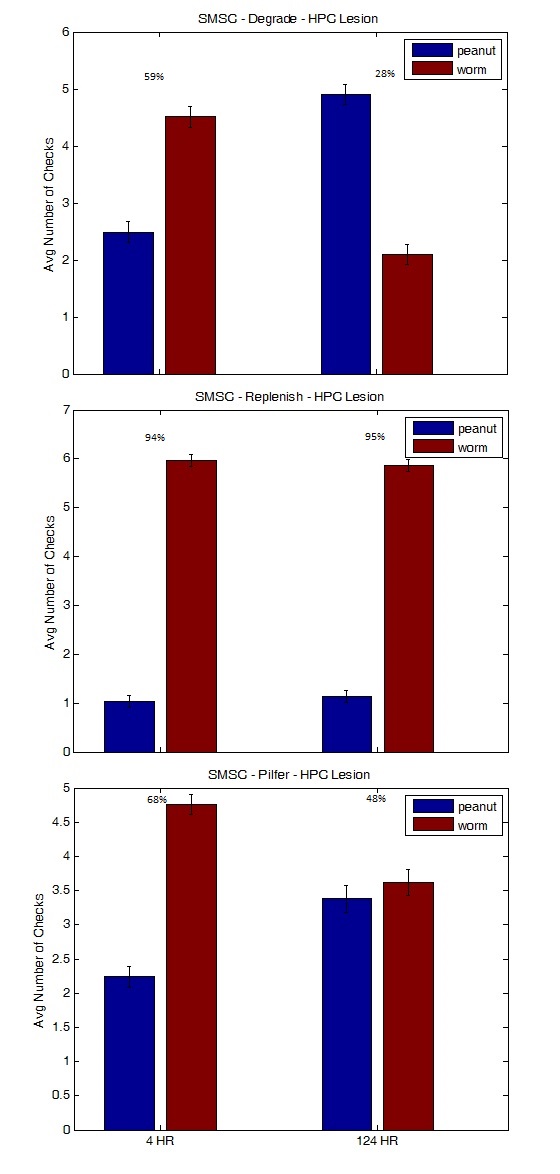 SMSC - Degrade - HPC Lesion
6
5
4
3
2
1
0
Avg Number of Checks
59%
28%
peanut
worm
SMSC - Replenish - HPC Lesion
7
6
5
4
3
2
1
0
Avg Number of Checks
94%
95%
peanut
worm
SMSC - Pilfer - HPC Lesion
5
4.5
4
3.5
3
2.5
2
1.5
1
0.5
0
Avg Number of Checks
68%
48%
peanut
worm
4 HR
124 HR